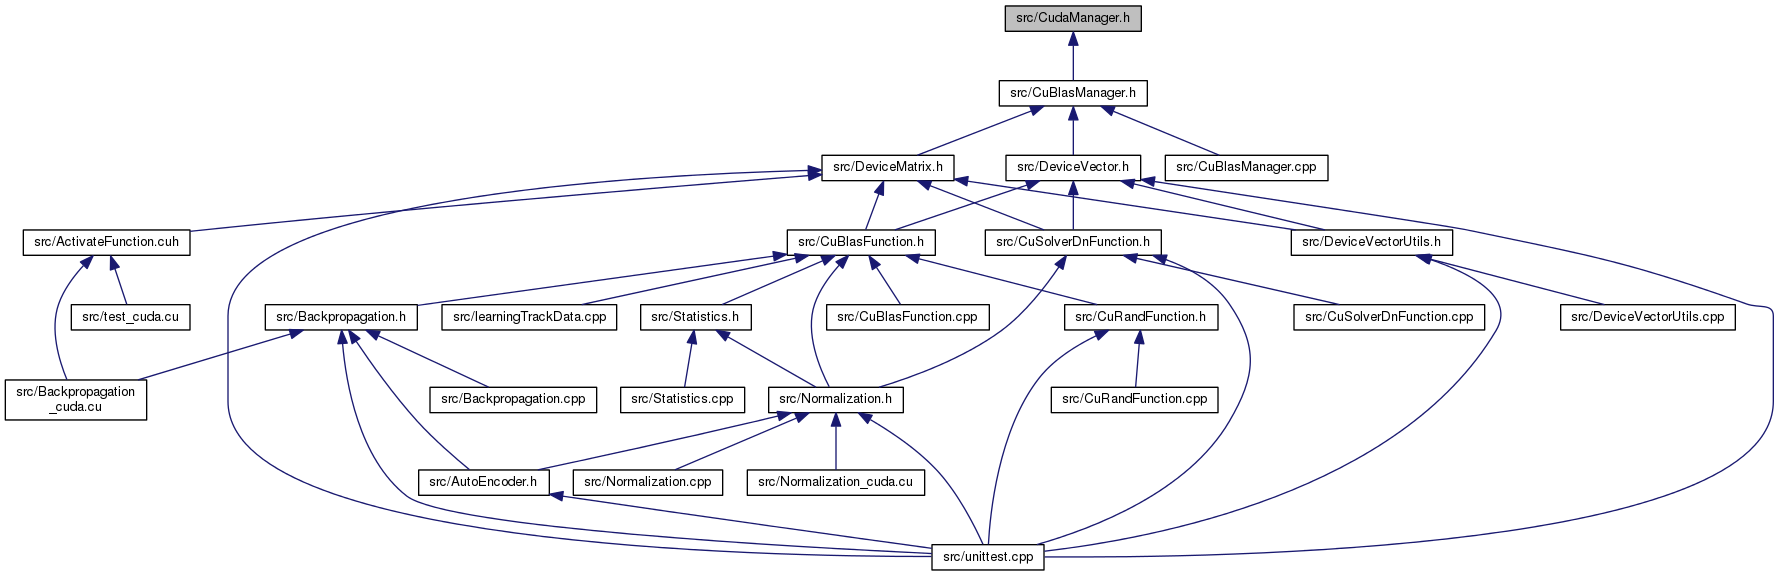 src/CudaManager.h
src/CuBlasManager.h
src/DeviceMatrix.h
src/DeviceVector.h
src/CuBlasManager.cpp
src/ActivateFunction.cuh
src/CuBlasFunction.h
src/CuSolverDnFunction.h
src/DeviceVectorUtils.h
src/test_cuda.cu
src/Backpropagation.h
src/learningTrackData.cpp
src/Statistics.h
src/CuBlasFunction.cpp
src/CuRandFunction.h
src/CuSolverDnFunction.cpp
src/DeviceVectorUtils.cpp
src/Backpropagation
_cuda.cu
src/Backpropagation.cpp
src/Statistics.cpp
src/Normalization.h
src/CuRandFunction.cpp
src/AutoEncoder.h
src/Normalization.cpp
src/Normalization_cuda.cu
src/unittest.cpp